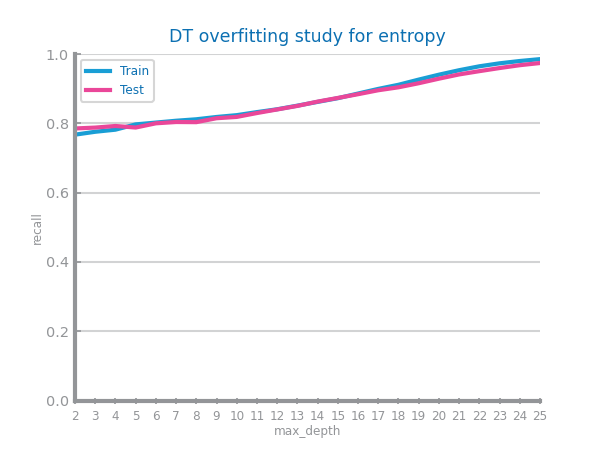 DT overfitting study for entropy
1.0
Train
Test
0.8
0.6
0.4
0.2
0.0
recall
2 3 4 5 6 7 8 9 10 11 12 13 14 15 16 17 18 19 20 21 22 23 24 25
max_depth